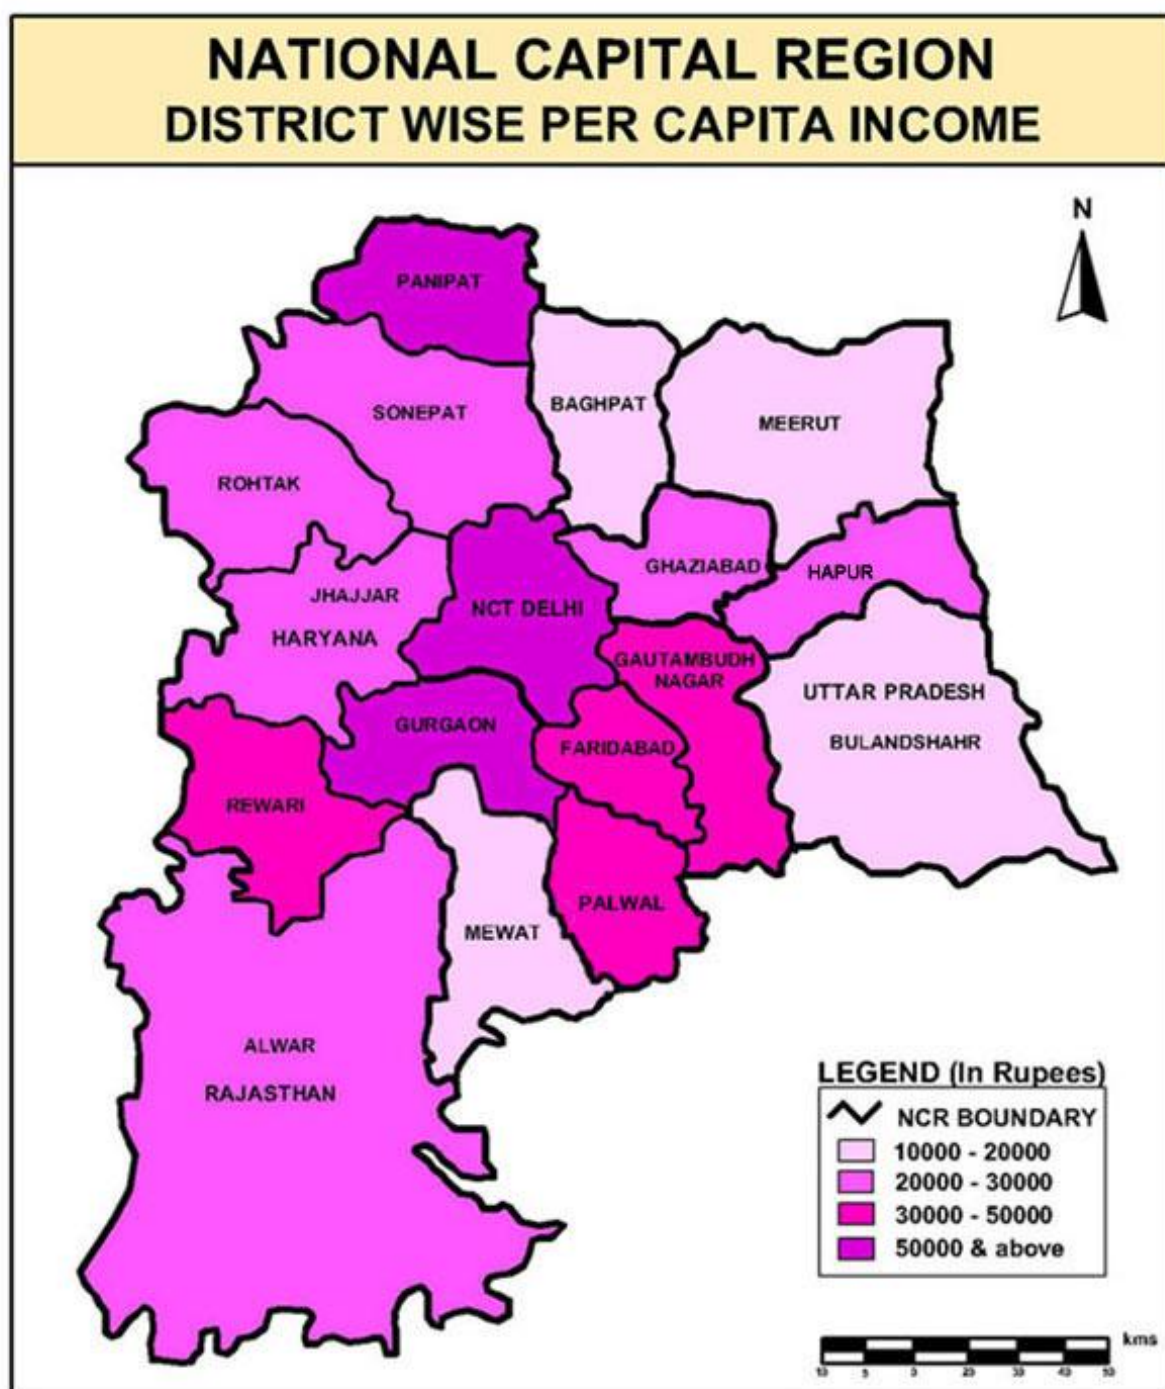 NATIONAL CAPITAL REGION
DISTRICT WISE PER CAPITA INCOME
N
PANIPAT
SONEPAT
BAGHPAT
MEERUT
ROHTAK
GHAZIABAD
HAPUR
JHAJJAR
HARYANA
NCT DELHI
GAUTAMBUDH
NAGAR
UTTAR PRADESH
BULANDSHAHR
GURGAON
FARIDABAD
REWARI
PALWAL
MEWAT
ALWAR
RAJASTHAN
LEGEND (In Rupees)
NCR BOUNDARY
10000 - 20000
20000 - 30000
30000 - 50000
50000 & above
kms